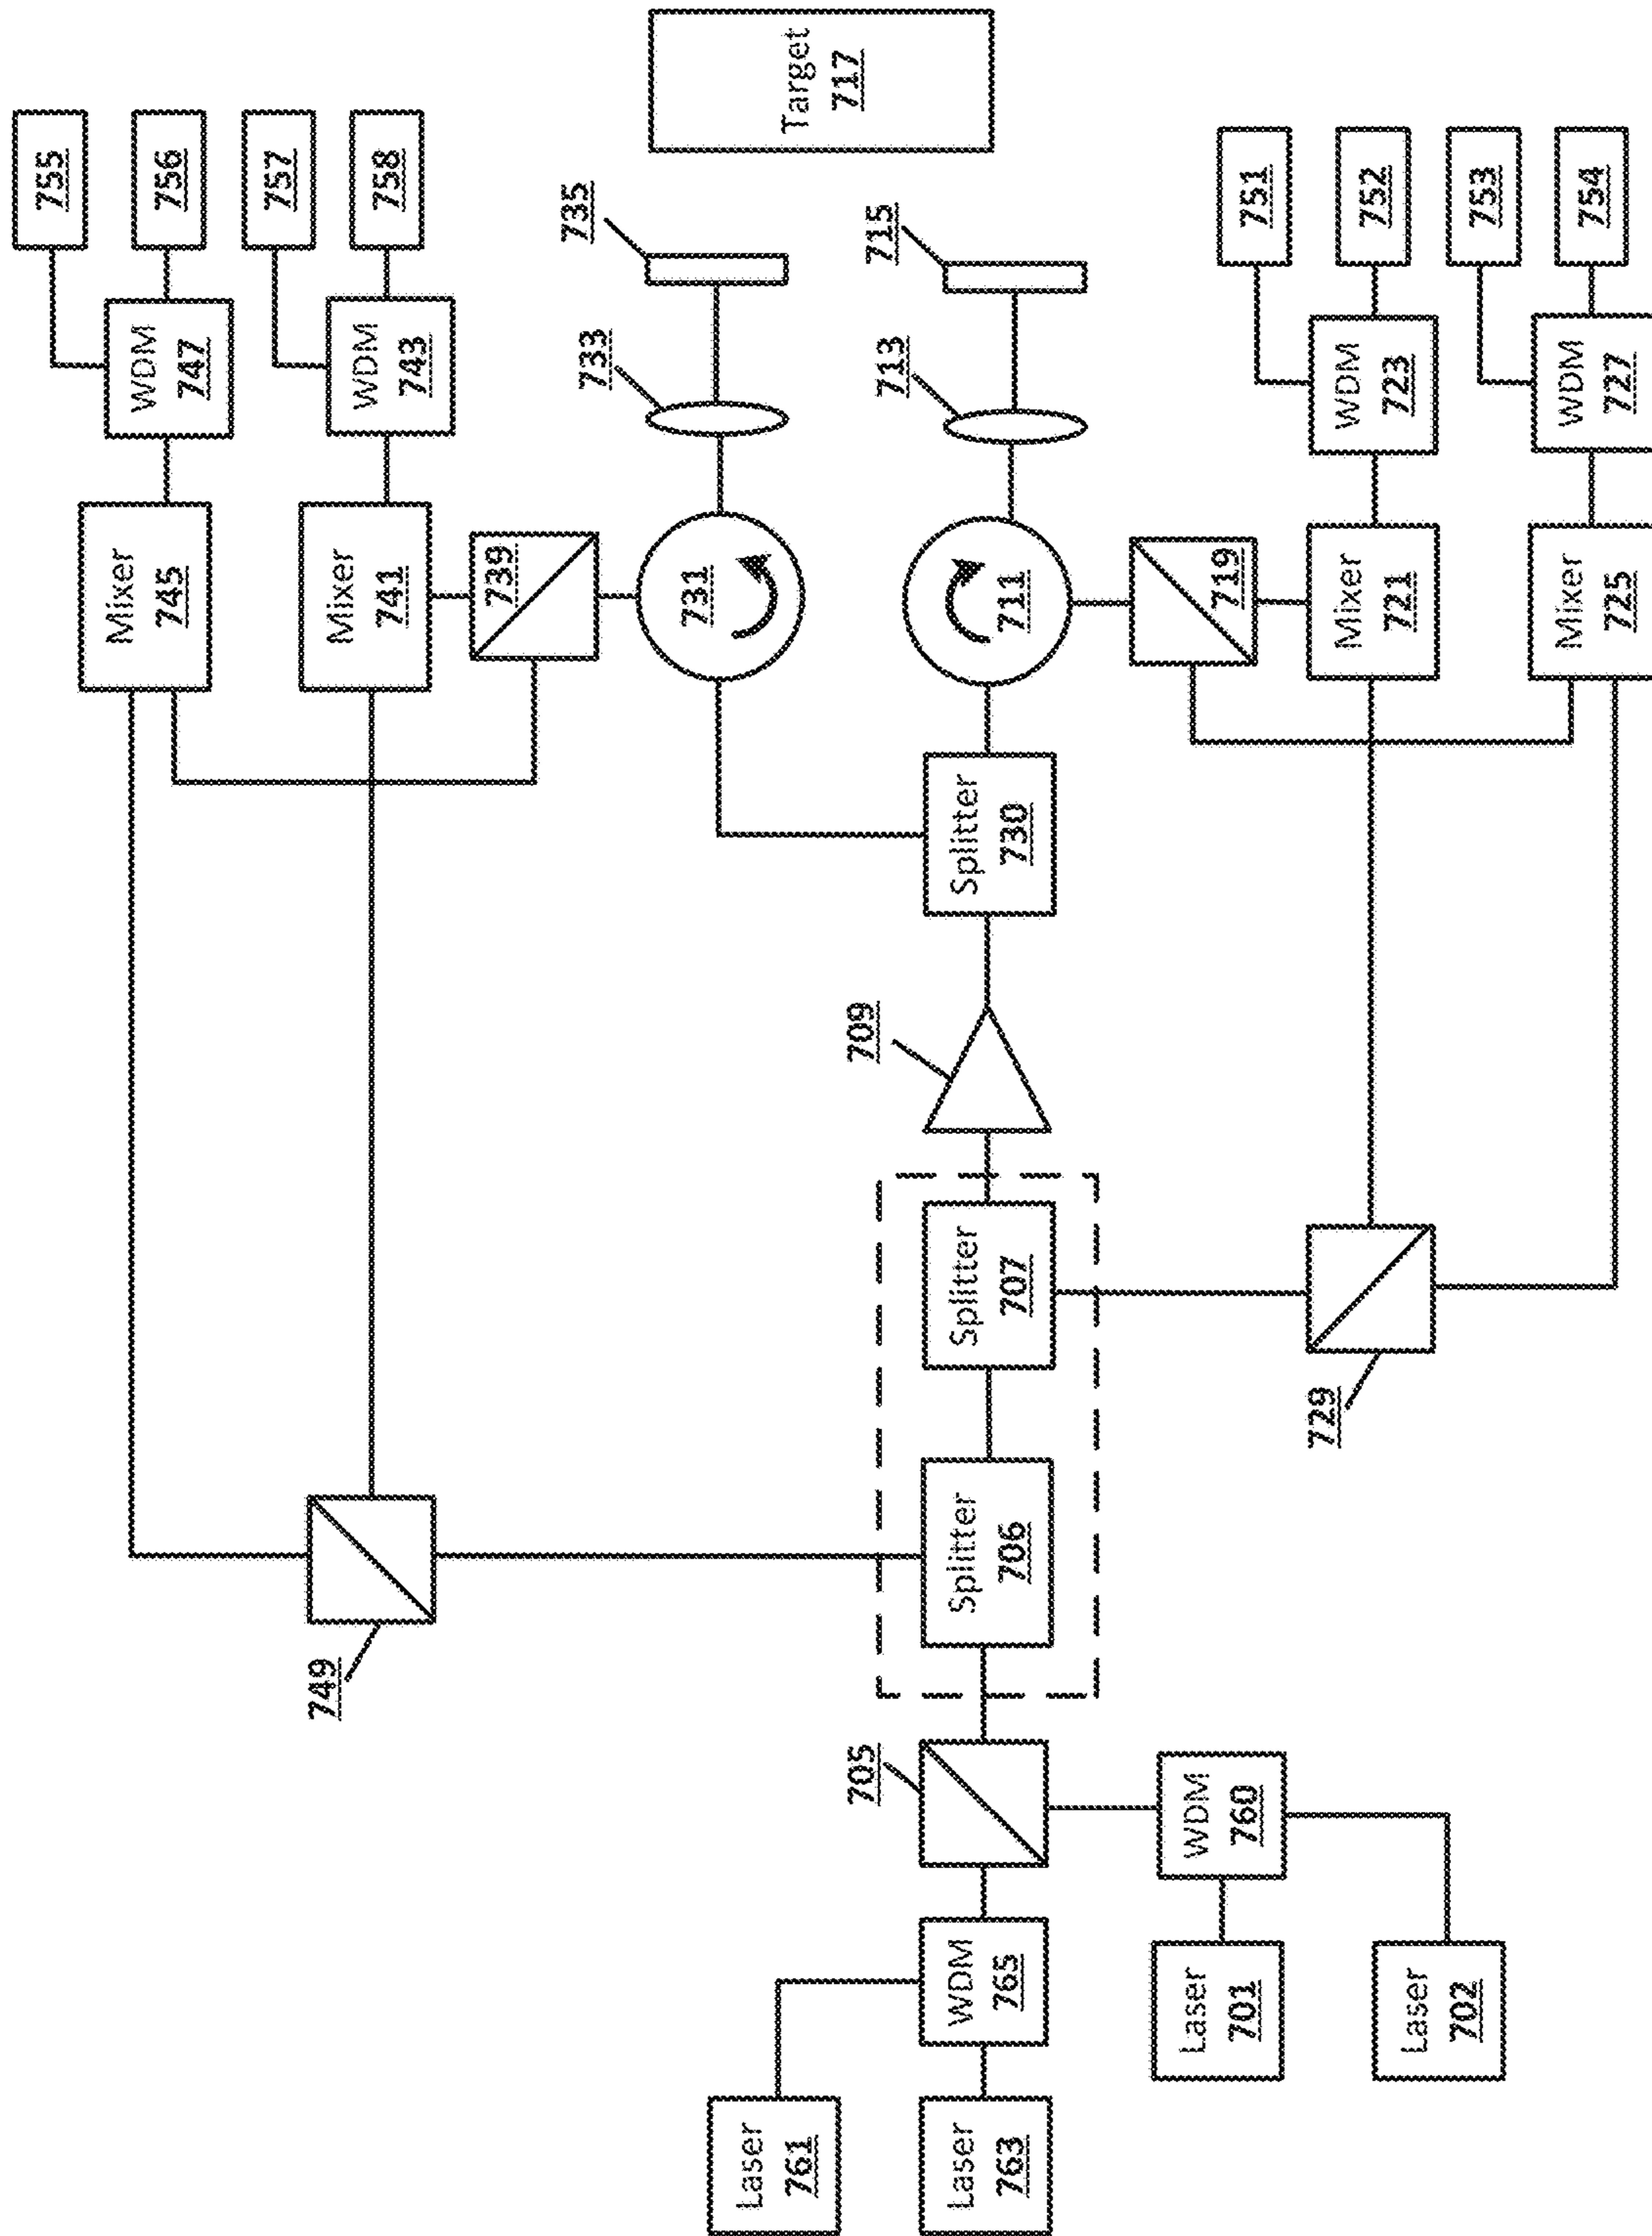 755
756
757
758
WDM
747
WDM
743
Mixer
745
Mixer
741
739
731
733
735
Target
717
715
713
711
719
751
752
753
754
WDM
723
WDM
727
Mixer
721
Mixer
725
Splitter
730
709
Splitter
707
Splitter
706
749
729
705
WDM
760
WDM
765
Laser
701
Laser
702
Laser
761
Laser
763